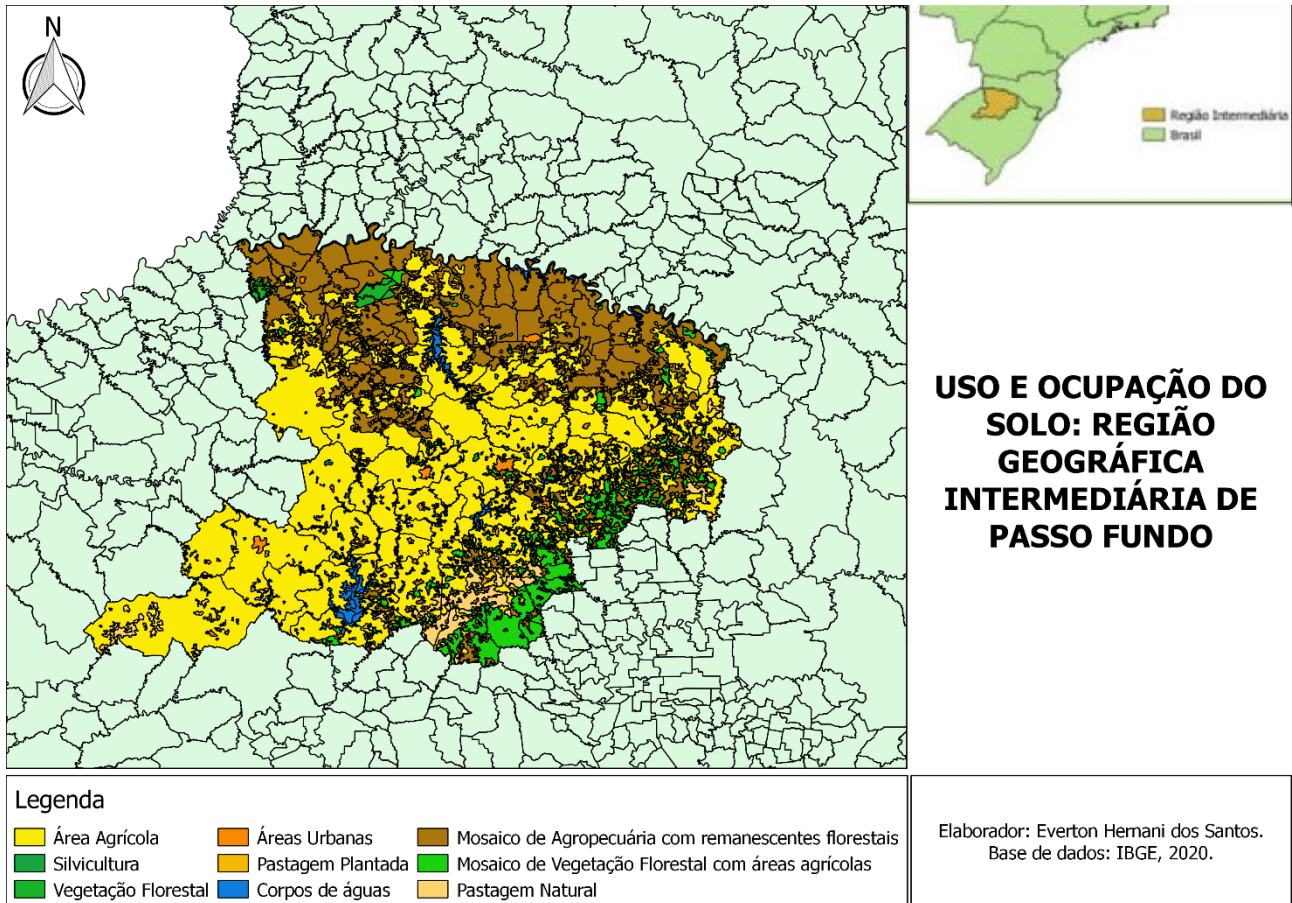 N
Região Intermediária
Brasil
USO E OCUPAÇÃO DO
SOLO: REGIÃO
GEOGRÁFICA
INTERMEDIÁRIA DE
PASSO FUNDO
Legenda
Área Agrícola
Silvicultura
Vegetação Florestal
Áreas Urbanas
Pastagem Plantada
Corpos de águas
Mosaico de Agropecuária com remanescentes florestais
Mosaico de Vegetação Florestal com áreas agrícolas
Pastagem Natural
Elaborador: Everton Hernani dos Santos.
Base de dados: IBGE, 2020.